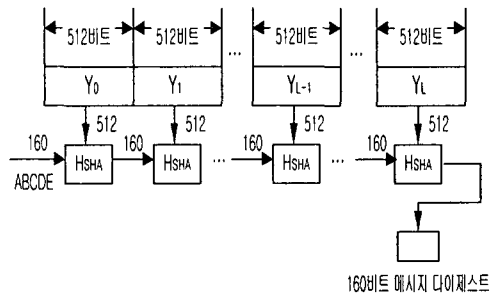 512비트 512비트 ... 512비트 ... 512비트
Y0 Y1 YL-1 YL
512 512 512 512
160 160 160 160
HSHA HSHA ... HSHA ... HSHA
ABCDE
160비트 메시지 다이제스트